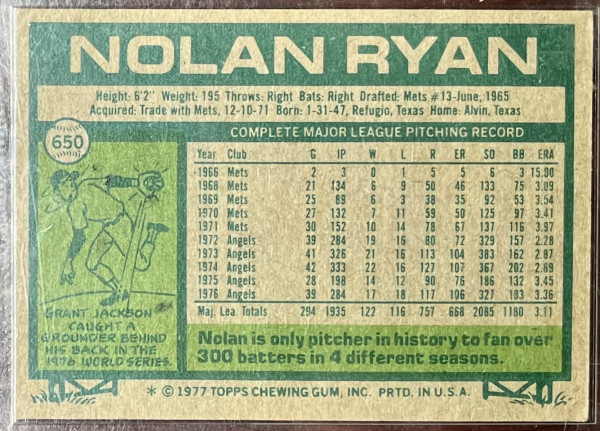 NOLAN RYAN
Height: 6'2" Weight: 195 Throws: Right Bats: Right Drafted: Mets #13-June, 1965
Acquired: Trade with Mets, 12-10-71 Born: 1-31-47, Refugio, Texas Home: Alvin, Texas
650
COMPLETE MAJOR LEAGUE PITCHING RECORD
Year Club G IP W L R ER SO BB ERA
1966 Mets 2 3 0 1 5 5 6 3 15.00
1968 Mets 21 134 6 9 50 46 133 75 3.09
1969 Mets 25 89 6 3 38 35 92 53 3.54
1970 Mets 27 132 7 11 59 50 125 97 3.41
1971 Mets 30 152 10 14 78 67 137 116 3.97
1972 Angels 39 284 19 16 80 72 329 157 2.28
1973 Angels 41 326 21 16 113 104 383 162 2.87
1974 Angels 42 333 22 16 127 107 367 202 2.89
1975 Angels 28 198 14 12 90 76 186 132 3.45
1976 Angels 39 284 17 18 117 106 327 183 3.36
Maj. Lea. Totals 294 1935 122 116 757 668 2085 1180 3.11
GRANT JACKSON
CAUGHT A
GROUNDER BEHIND
HIS BACK IN THE
1976 WORLD SERIES.
Nolan is only pitcher in history to fan over
300 batters in 4 different seasons.
* © 1977 TOPPS CHEWING GUM, INC. PRTD. IN U.S.A.